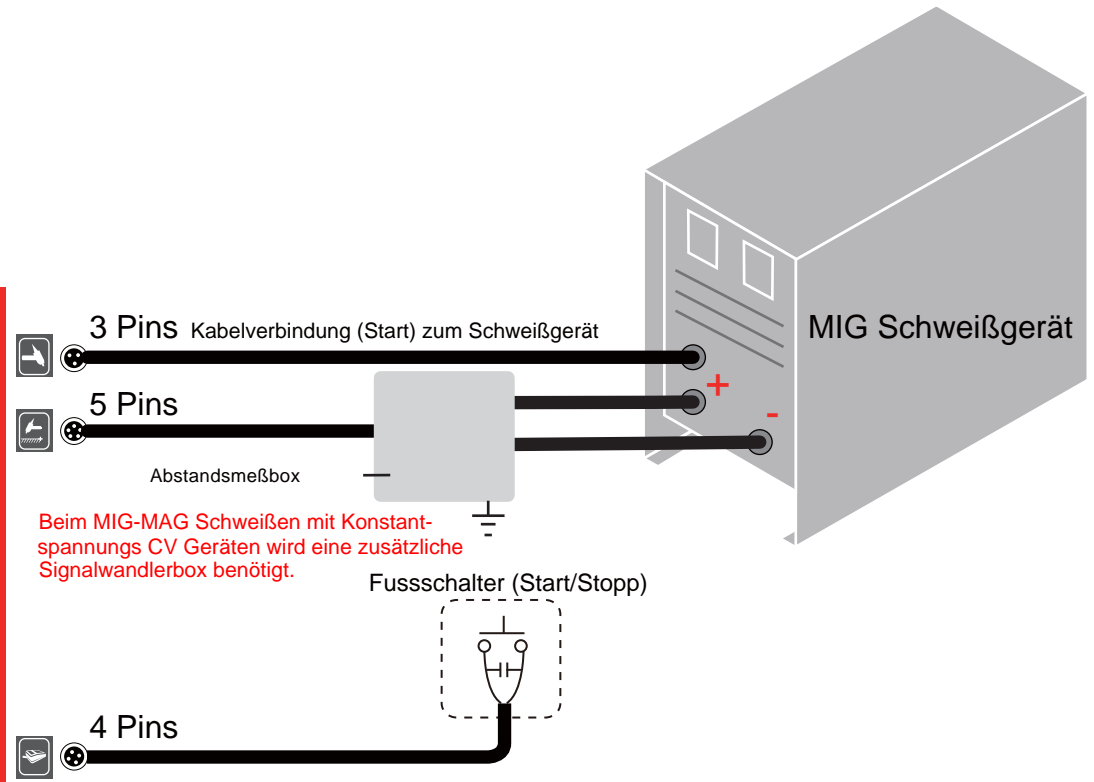 3 Pins Kabelverbindung (Start) zum Schweißgerät
MIG Schweißgerät
+
5 Pins
-
Abstandsmeßbox
Beim MIG-MAG Schweißen mit Konstant-
spannungs CV Geräten wird eine zusätzliche
Signalwandlerbox benötigt.
Fussschalter (Start/Stopp)
4 Pins